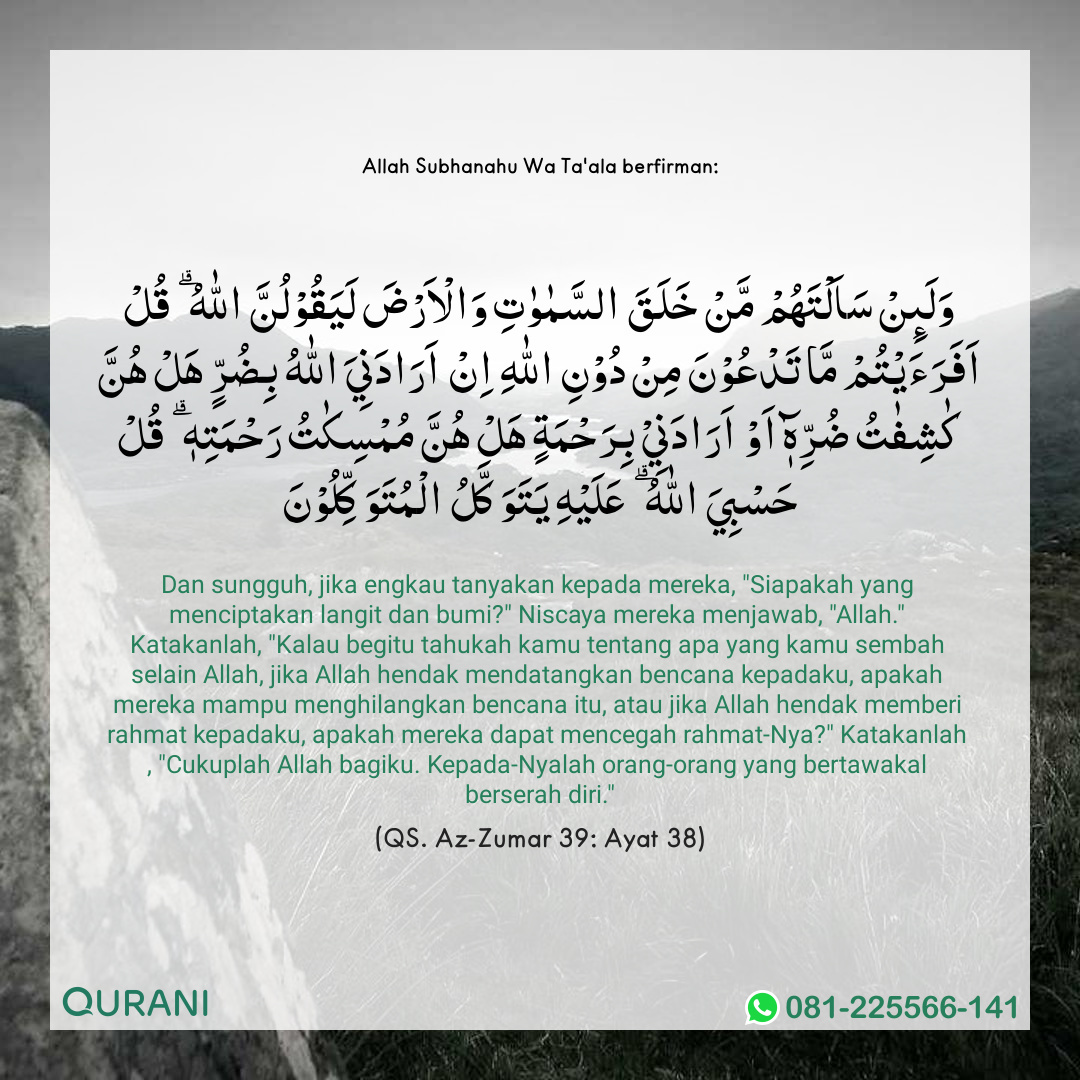 Allah Subhanahu Wa Ta'ala berfirman:
وَلَئِنْ سَاَلْتَهُمْ مَّنْ خَلَقَ السَّمٰوٰتِ وَالْاَرْضَ لَيَقُوْلُنَّ اللّٰهُ ۗ قُلْ
اَفَرَءَيْتُمْ مَّا تَدْعُوْنَ مِنْ دُوْنِ اللّٰهِ اِنْ اَرَادَنِيَ اللّٰهُ بِضُرٍّ هَلْ هُنَّ
كٰشِفٰتُ ضُرِّهٖٓ اَوْ اَرَادَنِيْ بِرَحْمَةٍ هَلْ هُنَّ مُمْسِكٰتُ رَحْمَتِهٖ ۗ قُلْ
حَسْبِيَ اللّٰهُ ۗ عَلَيْهِ يَتَوَكَّلُ الْمُتَوَكِّلُوْنَ
Dan sungguh, jika engkau tanyakan kepada mereka, "Siapakah yang
menciptakan langit dan bumi?" Niscaya mereka menjawab, "Allah."
Katakanlah, "Kalau begitu tahukah kamu tentang apa yang kamu sembah
selain Allah, jika Allah hendak mendatangkan bencana kepadaku, apakah
mereka mampu menghilangkan bencana itu, atau jika Allah hendak memberi
rahmat kepadaku, apakah mereka dapat mencegah rahmat-Nya?" Katakanlah
, "Cukuplah Allah bagiku. Kepada-Nyalah orang-orang yang bertawakal
berserah diri."
(QS. Az-Zumar 39: Ayat 38)
QURANI
081-225566-141